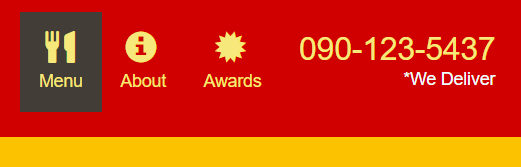 Menu
About
Awards
090-123-5437
*We Deliver